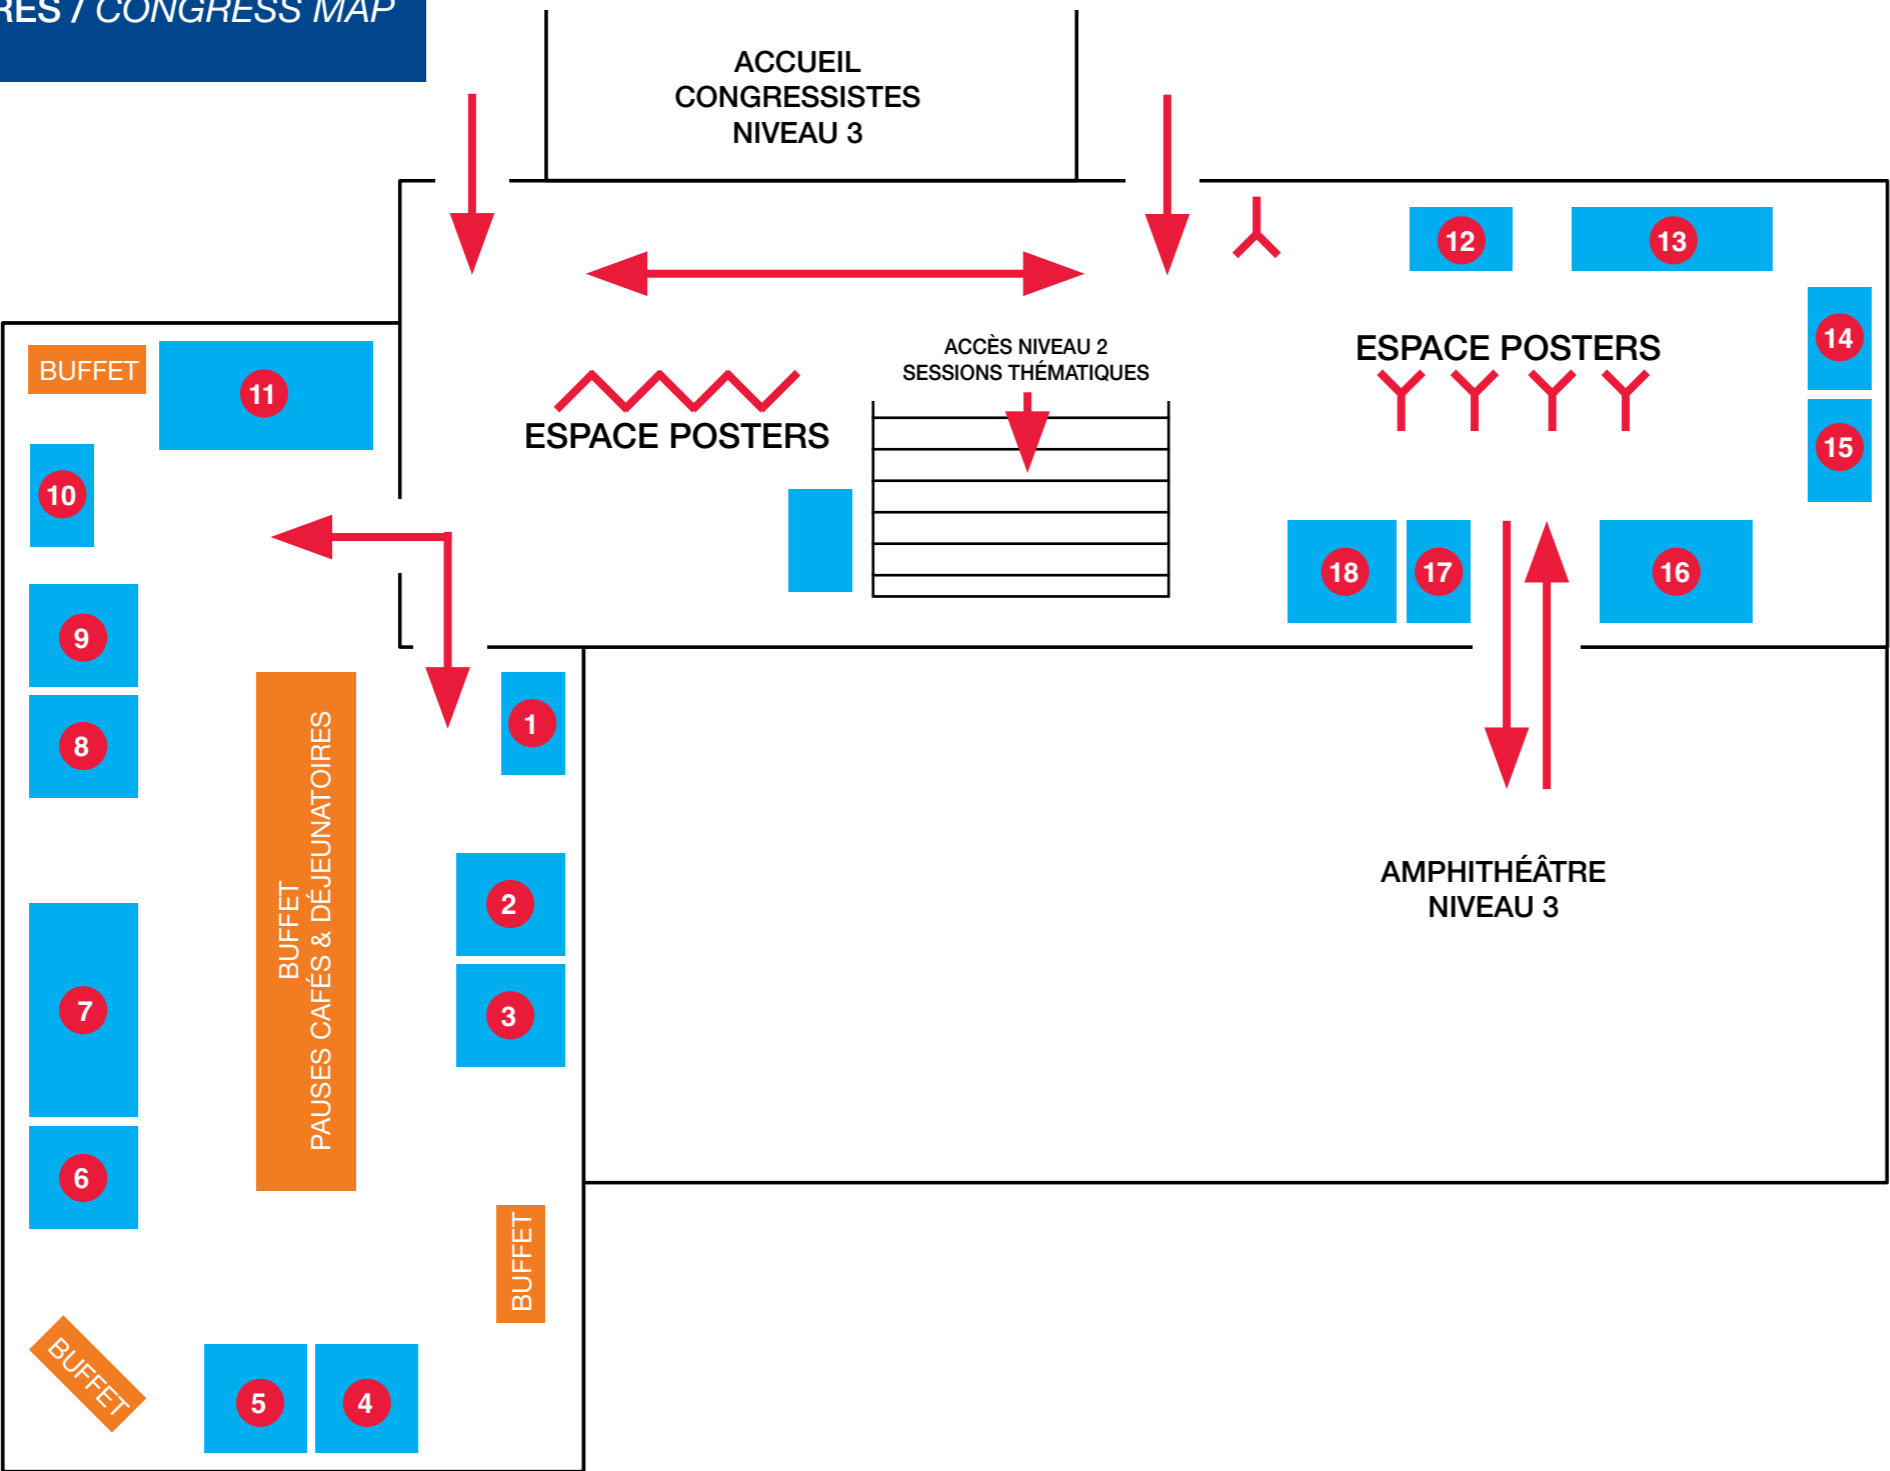 RES / CONGRESS MAP
ACCUEIL
CONGRESSISTES
NIVEAU 3
12
13
14
15
ESPACE POSTERS
ACCÈS NIVEAU 2
SESSIONS THÉMATIQUES
ESPACE POSTERS
BUFFET
11
10
18
17
16
9
8
1
2
3
7
6
BUFFET
PAUSES CAFÉS & DÉJEUNATOIRES
AMPHITHÉÂTRE
NIVEAU 3
BUFFET
BUFFET
5
4